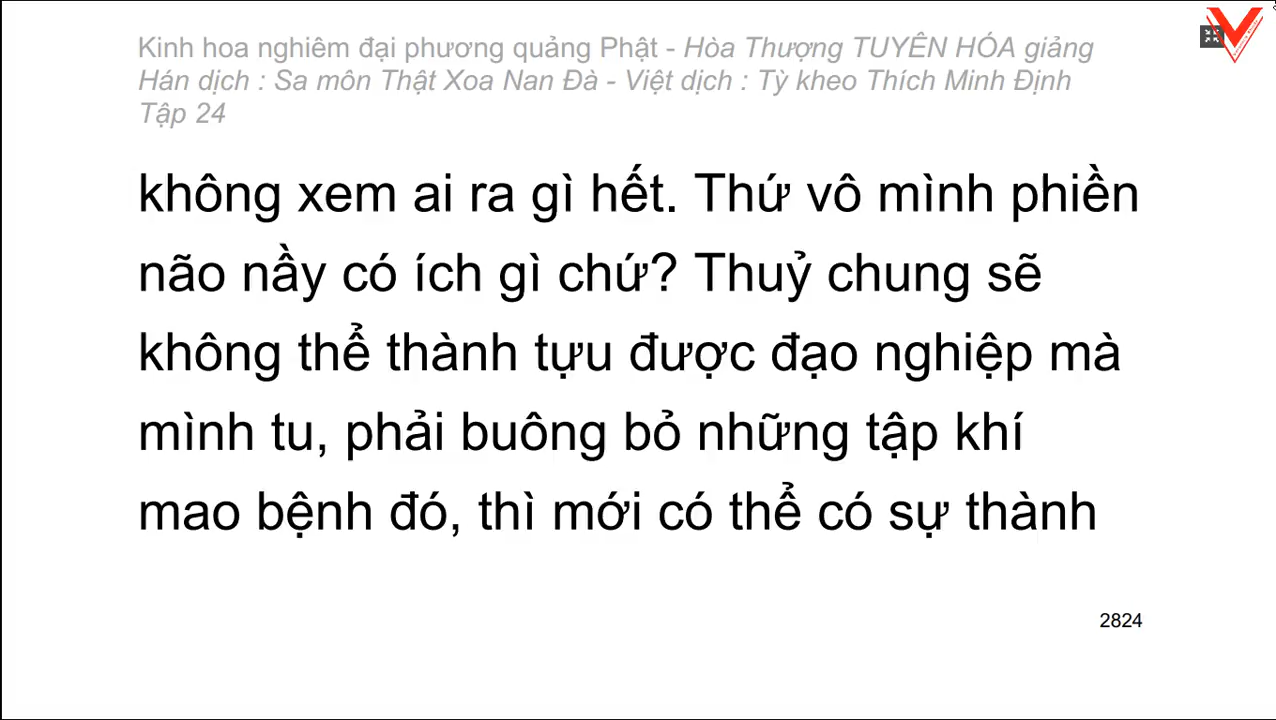 Kinh hoa nghiêm đại phương quảng Phật - Hòa Thượng TUYÊN HÓA giảng
Hán dịch : Sa môn Thật Xoa Nan Đà - Việt dịch : Tỳ kheo Thích Minh Định
Tập 24
không xem ai ra gì hết. Thứ vô mình phiền
não nầy có ích gì chứ? Thuỷ chung sẽ
không thể thành tựu được đạo nghiệp mà
mình tu, phải buông bỏ những tập khí
mao bệnh đó, thì mới có thể có sự thành
2824